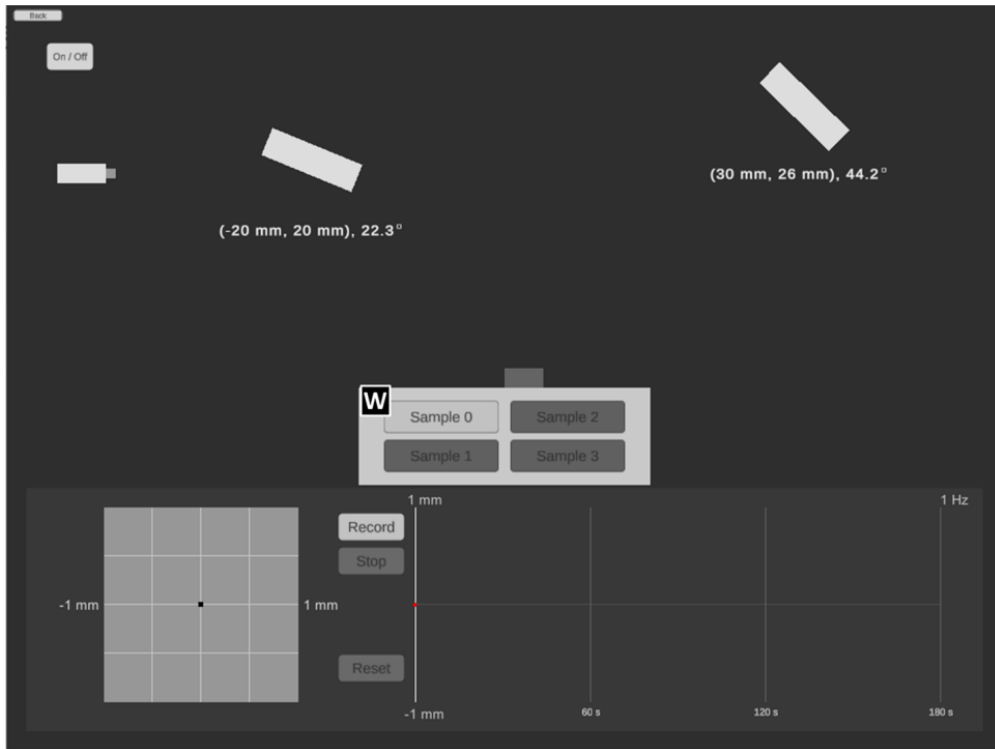 Back
On / Off
(30 mm, 26 mm), 44.2°
(-20 mm, 20 mm), 22.3°
W
Sample 0 Sample 2
Sample 1 Sample 3
1 mm 1 Hz
Record
Stop
-1 mm 1 mm
Reset
-1 mm 60 s 120 s 180 s